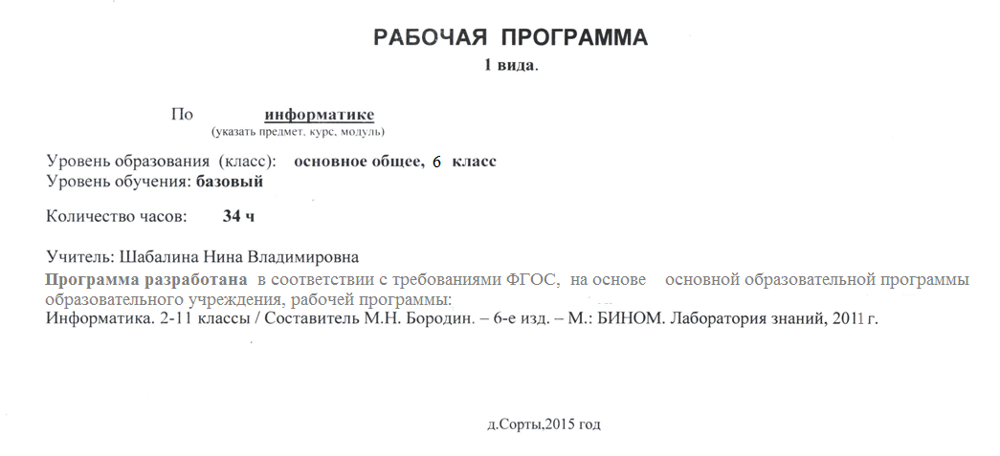 РАБОЧАЯ ПРОГРАММА
1 вида.
По информатике
(указать предмет, курс, модуль)
Уровень образования (класс): основное общее, 6 класс
Уровень обучения: базовый
Количество часов: 34 ч
Учитель: Шабалина Нина Владимировна
Программа разработана в соответствии с требованиями ФГОС, на основе основной образовательной программы
образовательного учреждения, рабочей программы:
Информатика. 2-11 классы / Составитель М.Н. Бородин. – 6-е изд. – М.: БИНОМ. Лаборатория знаний, 2011 г.
д.Сорты,2015 год